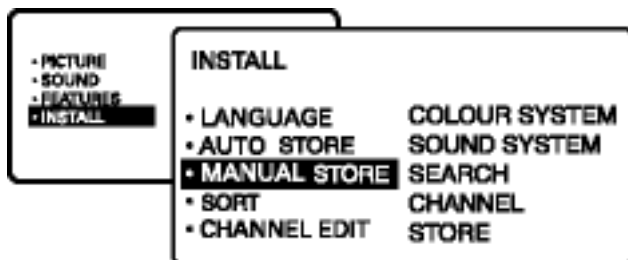 • PICTURE
• SOUND
• FEATURES
• INSTALL
INSTALL
• LANGUAGE
• AUTO STORE
• MANUAL STORE
• SORT
• CHANNEL EDIT
COLOUR SYSTEM
SOUND SYSTEM
SEARCH
CHANNEL
STORE